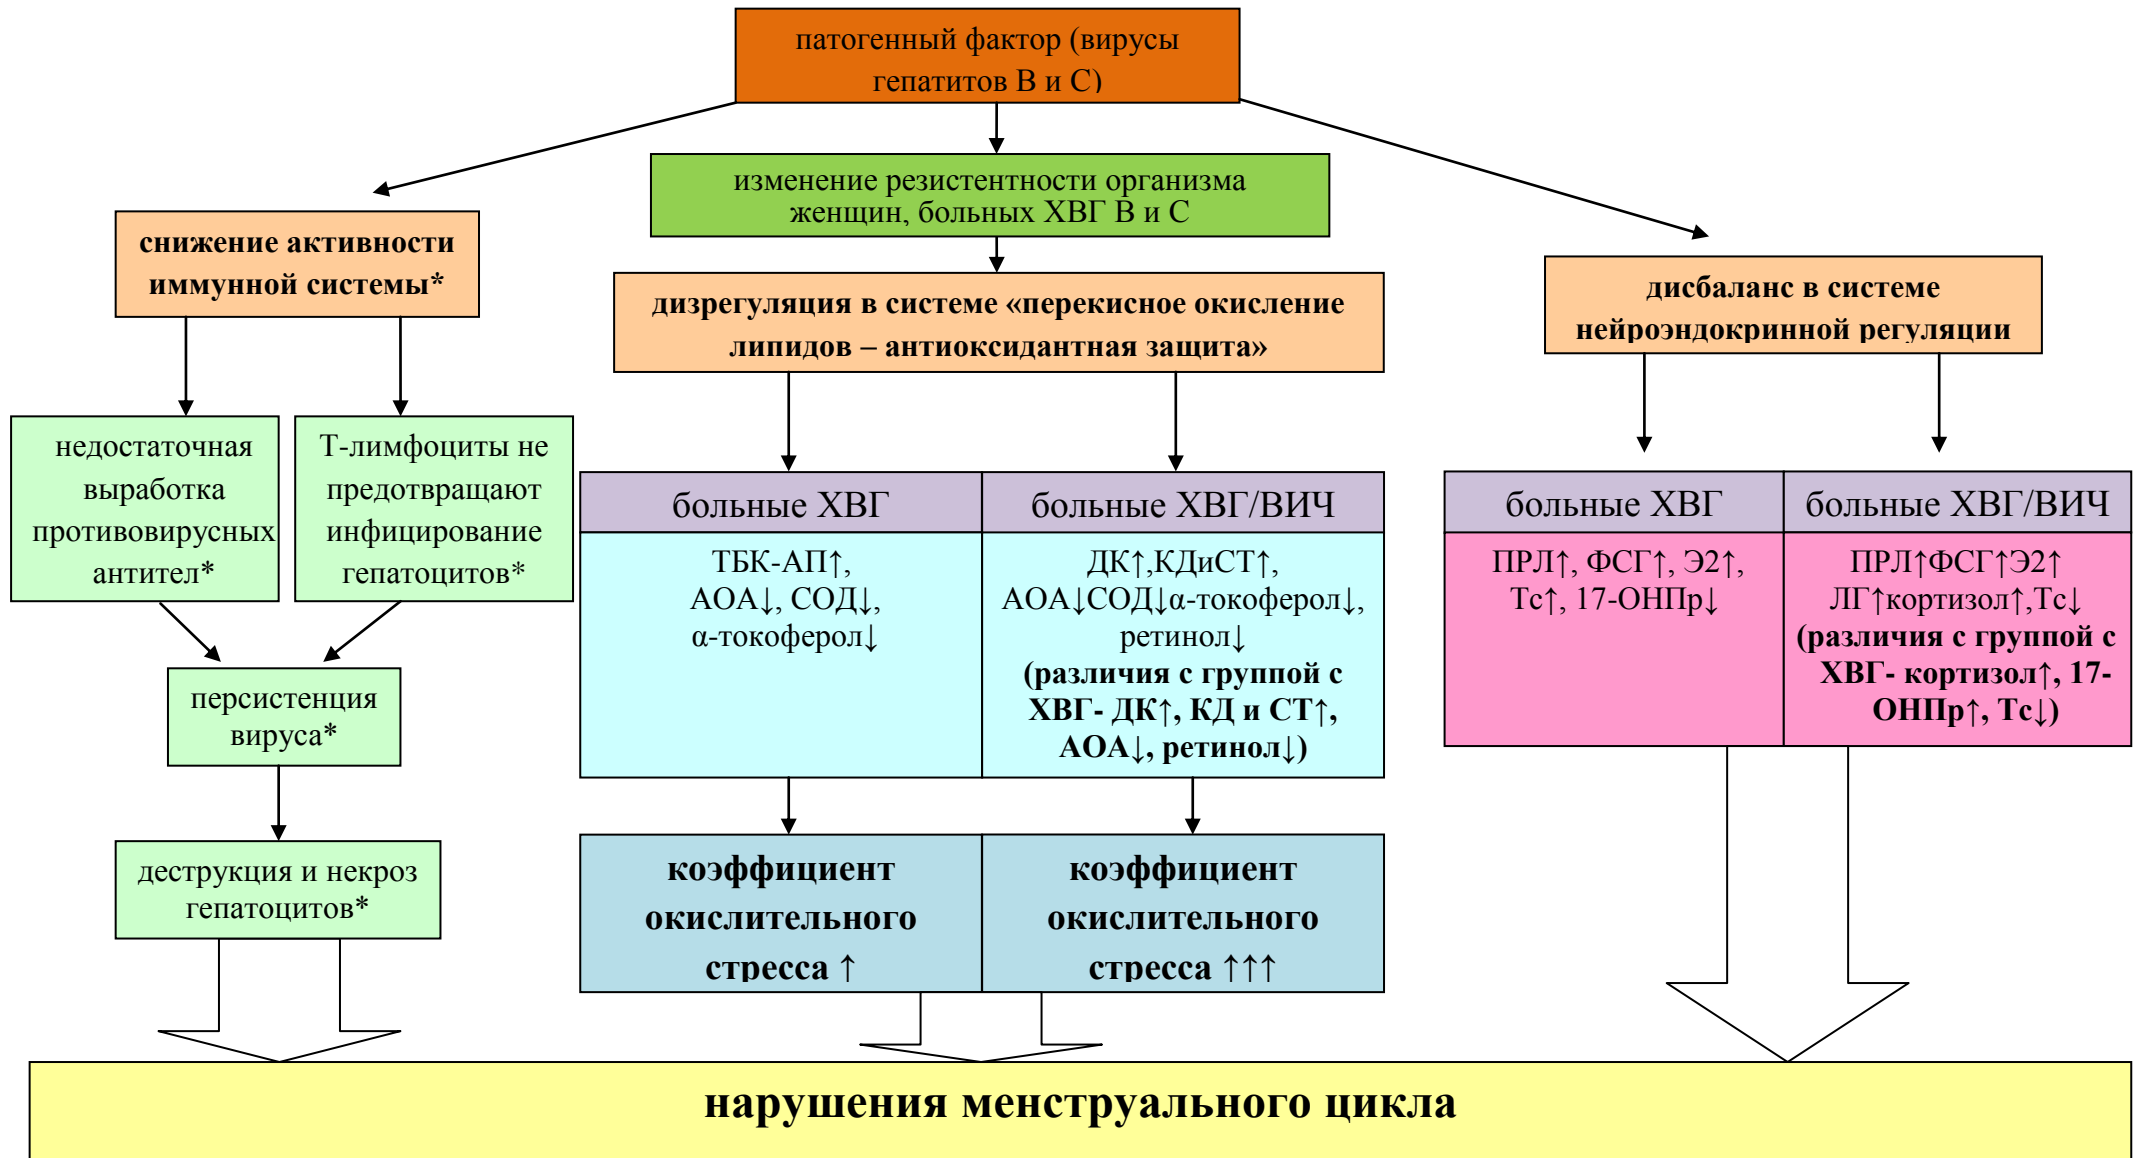 патогенный фактор (вирусы
гепатитов В и С)
изменение резистентности организма
женщин, больных ХВГ В и С
снижение активности
иммунной системы*
дизрегуляция в системе «перекисное окисление
липидов – антиоксидантная защита»
дисбаланс в системе
нейроэндокринной регуляции
недостаточная
выработка
противовирусных
антител*
Т-лимфоциты не
предотвращают
инфицирование
гепатоцитов*
персистенция
вируса*
деструкция и некроз
гепатоцитов*
больные ХВГ
ТБК-АП↑,
АОА↓, СОД↓,
α-токоферол↓
больные ХВГ/ВИЧ
ДК↑,КДиСТ↑,
АОА↓СОД↓α-токоферол↓,
ретинол↓
(различия с группой с
ХВГ- ДК↑, КД и СТ↑,
АОА↓, ретинол↓)
коэффициент
окислительного
стресса ↑
коэффициент
окислительного
стресса ↑↑↑
больные ХВГ
ПРЛ↑, ФСГ↑, Э2↑,
Тс↑, 17-ОНПр↓
больные ХВГ/ВИЧ
ПРЛ↑ФСГ↑Э2↑
ЛГ↑кортизол↑,Тс↓
(различия с группой с
ХВГ- кортизол↑, 17-
ОНПр↑, Тс↓)
нарушения менструального цикла